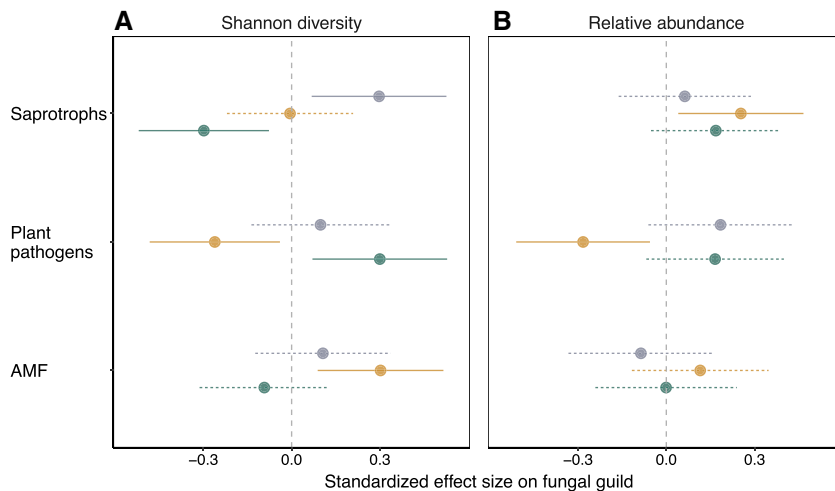 A Shannon diversity
B Relative abundance
Saprotrophs
Plant
pathogens
AMF
−0.3 0.0 0.3
−0.3 0.0 0.3
Standardized effect size on fungal guild